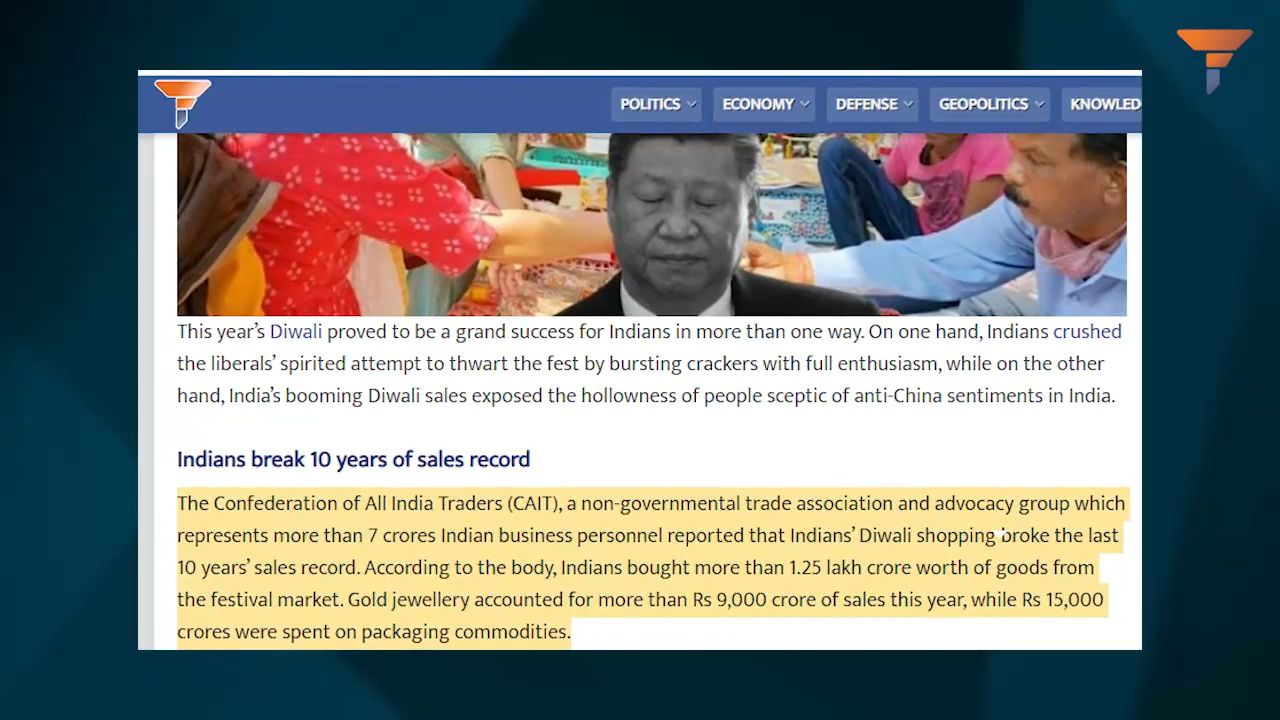 POLITICS ECONOMY DEFENSE GEOPOLITICS KNOWLED
This year's Diwali proved to be a grand success for Indians in more than one way. On one hand, Indians crushed
the liberals' spirited attempt to thwart the fest by bursting crackers with full enthusiasm, while on the other
hand, India's booming Diwali sales exposed the hollowness of people sceptic of anti-China sentiments in India.
Indians break 10 years of sales record
The Confederation of All India Traders (CAIT), a non-governmental trade association and advocacy group which
represents more than 7 crores Indian business personnel reported that Indians' Diwali shopping broke the last
10 years' sales record. According to the body, Indians bought more than 1.25 lakh crore worth of goods from
the festival market. Gold jewellery accounted for more than Rs 9,000 crore of sales this year, while Rs 15,000
crores were spent on packaging commodities.